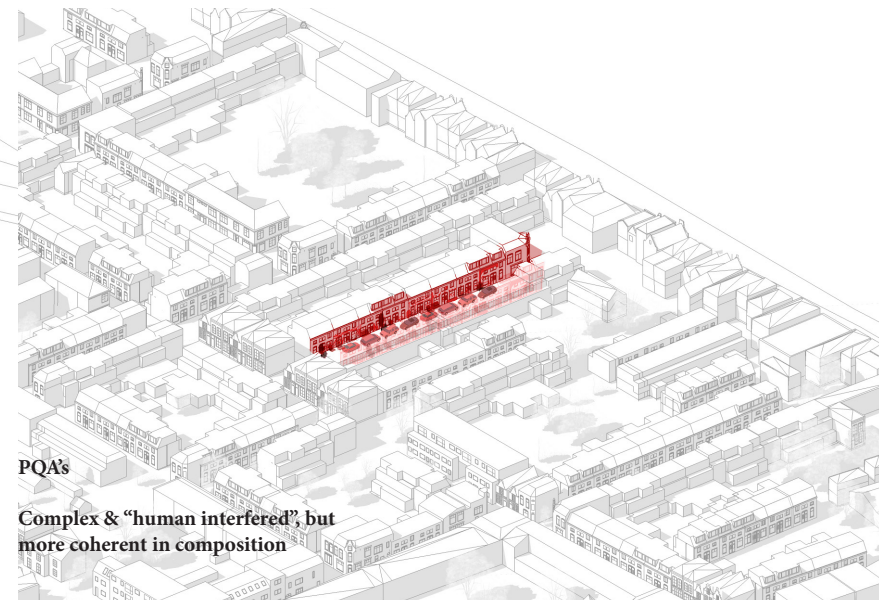 PQA's
Complex & “human interfered”, but
more coherent in composition